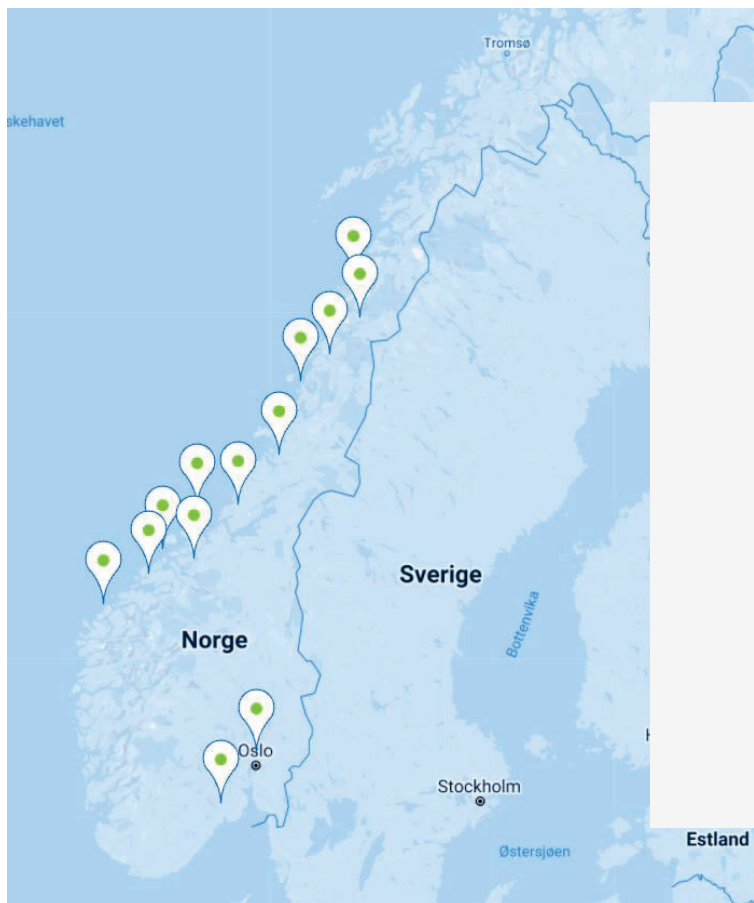 Tromsø
skehavet
Sverige
Bottenvika
Norge
Oslo
Stockholm
Estland
Østersjøen